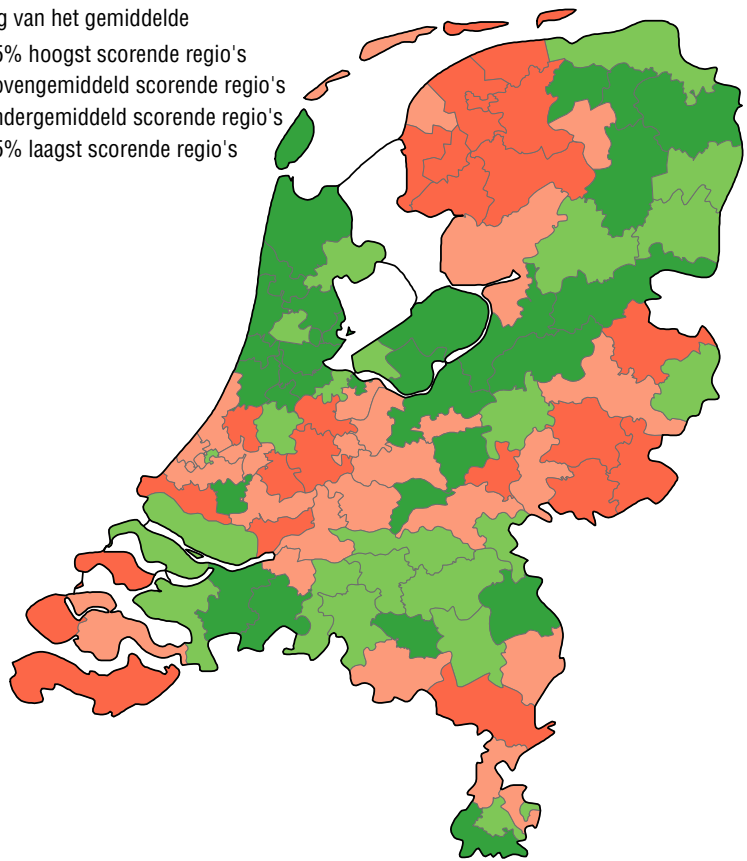 g van het gemiddelde
5% hoogst scorende regio's
ovengemiddeld scorende regio's
ndergemiddeld scorende regio's
5% laagst scorende regio's